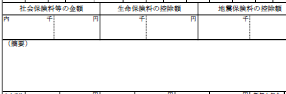 社会保険料等の金額 生命保険料の控除額 地震保険料の控除額
内 千 円 千 円 千
(摘要)